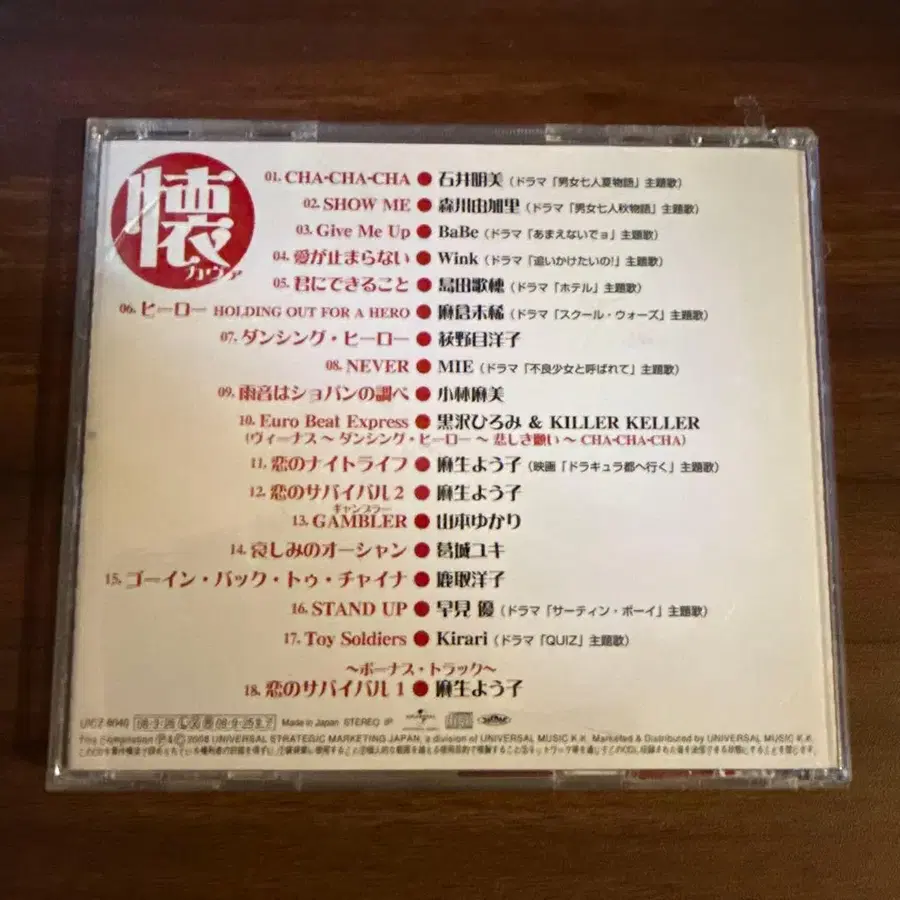 懐
カ・ヴァ
01. CHA-CHA-CHA ● 石井明美（ドラマ「男女七人夏物語」主題歌）
02. SHOW ME ● 森川由加里（ドラマ「男女七人秋物語」主題歌）
03. Give Me Up ● BaBe（ドラマ「あまえないでョ」主題歌）
04. 愛が止まらない ● Wink（ドラマ「追いかけたいの!」主題歌）
05. 君にできること ● 島田歌穂（ドラマ「ホテル」主題歌）
06. ヒーロー HOLDING OUT FOR A HERO ● 麻倉未稀（ドラマ「スクール・ウォーズ」主題歌）
07. ダンシング・ヒーロー ● 荻野目洋子
08. NEVER ● MIE（ドラマ「不良少女と呼ばれて」主題歌）
09. 雨音はショパンの調べ ● 小林麻美
10. Euro Beat Express ● 黒沢ひろみ & KILLER KELLER
（ヴィーナス〜ダンシング・ヒーロー〜悲しき願い〜CHA-CHA-CHA）
11. 恋のナイトライフ ● 麻生よう子（映画「ドラキュラ都へ行く」主題歌）
12. 恋のサバイバル2 ● 麻生よう子
ギャンブラー
13. GAMBLER ● 山本ゆかり
14. 哀しみのオーシャン ● 葛城ユキ
15. ゴーイン・バック・トゥ・チャイナ ● 鹿取洋子
16. STAND UP ● 早見 優（ドラマ「サーティン・ボーイ」主題歌）
17. Toy Soldiers ● Kirari（ドラマ「QUIZ」主題歌）
〜ボーナス・トラック〜
18. 恋のサバイバル1 ● 麻生よう子
Made in Japan STEREO UNIVERSAL
This Compilation ℗&© 2008 UNIVERSAL STRATEGIC MARKETING JAPAN, a division of UNIVERSAL MUSIC K.K. Marketed & Distributed by UNIVERSAL MUSIC K.K.